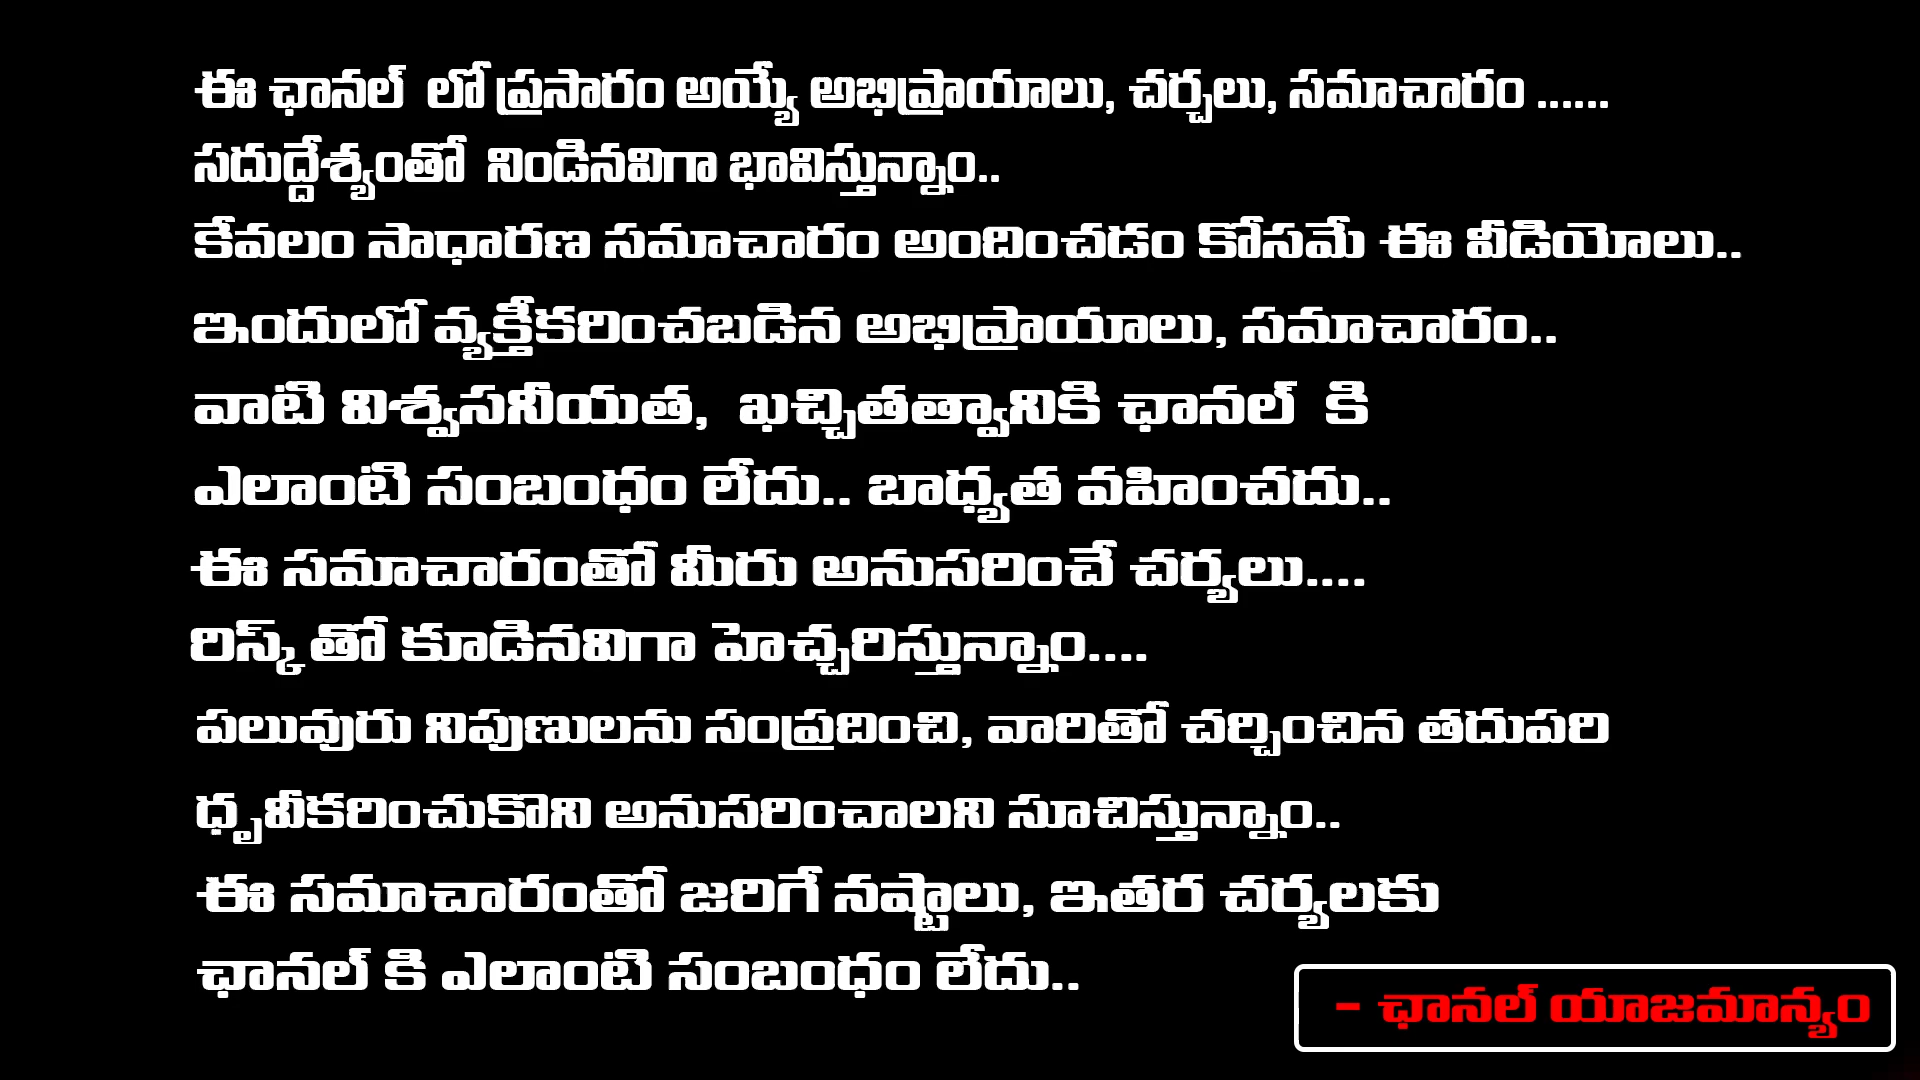 ఈ ఛానల్ లో ప్రసారం అయ్యే అభిప్రాయాలు, చర్చలు, సమాచారం ......
సదుద్దేశ్యంతో నిండినవిగా భావిస్తున్నాం..
కేవలం సాధారణ సమాచారం అందించడం కోసమే ఈ వీడియోలు..
ఇందులో వ్యక్తీకరించబడిన అభిప్రాయాలు, సమాచారం..
వాటి విశ్వసనీయత, ఖచ్చితత్వానికి ఛానల్ కి
ఎలాంటి సంబంధం లేదు.. బాధ్యత వహించదు..
ఈ సమాచారంతో మీరు అనుసరించే చర్యలు....
రిస్క్ తో కూడినవిగా హెచ్చరిస్తున్నాం....
పలువురు నిపుణులను సంప్రదించి, వారితో చర్చించిన తదుపరి
ధృవీకరించుకొని అనుసరించాలని సూచిస్తున్నాం..
ఈ సమాచారంతో జరిగే నష్టాలు, ఇతర చర్యలకు
ఛానల్ కి ఎలాంటి సంబంధం లేదు..
- ఛానల్ యాజమాన్యం